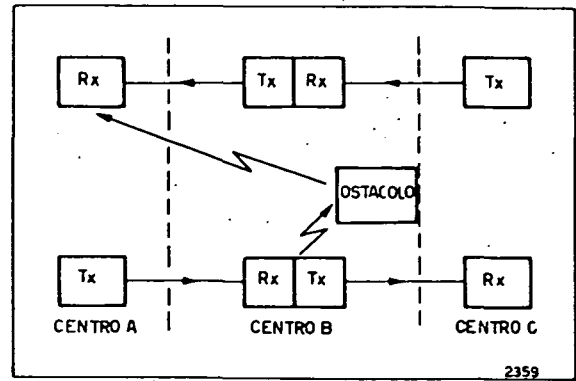 Rx Tx Rx Tx
OSTACOLO
Tx Rx Tx Rx
CENTRO A CENTRO B CENTRO C
2359